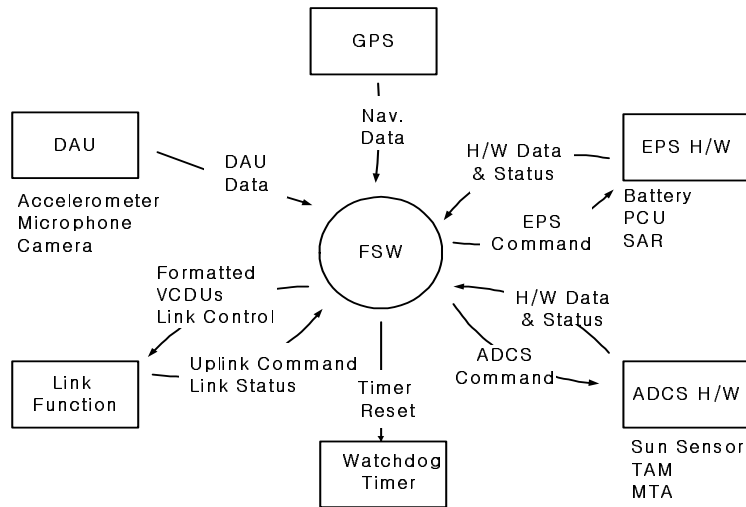 GPS
Nav.
Data
DAU
DAU
Data
Accelerometer
Microphone
Camera
H/W Data
& Status
EPS H/W
Battery
PCU
SAR
EPS
Command
FSW
Formatted
VCDUs
Link Control
H/W Data
& Status
Uplink Command
Link Status
ADCS
Command
Link
Function
Timer
Reset
ADCS H/W
Watchdog
Timer
Sun Sensor
TAM
MTA